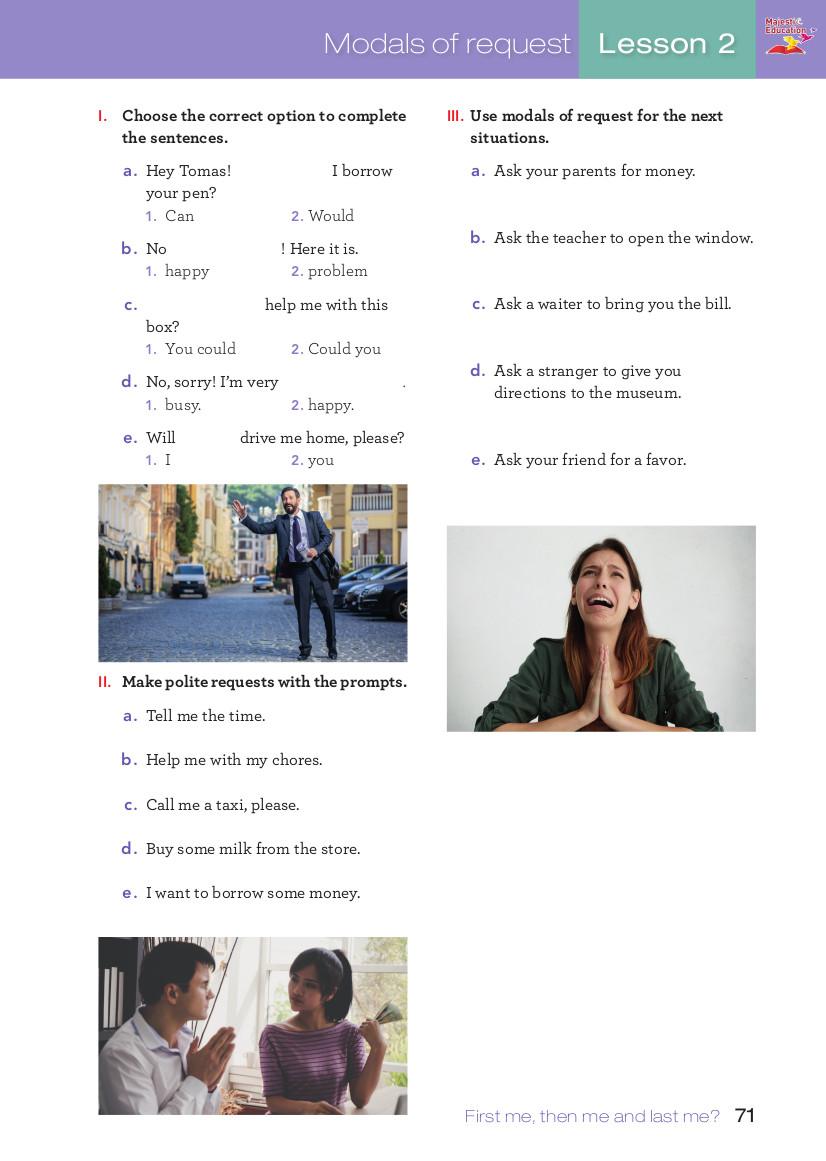 Modals of request Lesson 2
Majestic
Education
I. Choose the correct option to complete
the sentences.
a. Hey Tomas! I borrow
your pen?
1. Can 2. Would
b. No ! Here it is.
1. happy 2. problem
c. help me with this
box?
1. You could 2. Could you
d. No, sorry! I'm very .
1. busy. 2. happy.
e. Will drive me home, please?
1. I 2. you
II. Make polite requests with the prompts.
a. Tell me the time.
b. Help me with my chores.
c. Call me a taxi, please.
d. Buy some milk from the store.
e. I want to borrow some money.
III. Use modals of request for the next
situations.
a. Ask your parents for money.
b. Ask the teacher to open the window.
c. Ask a waiter to bring you the bill.
d. Ask a stranger to give you
directions to the museum.
e. Ask your friend for a favor.
First me, then me and last me? 71